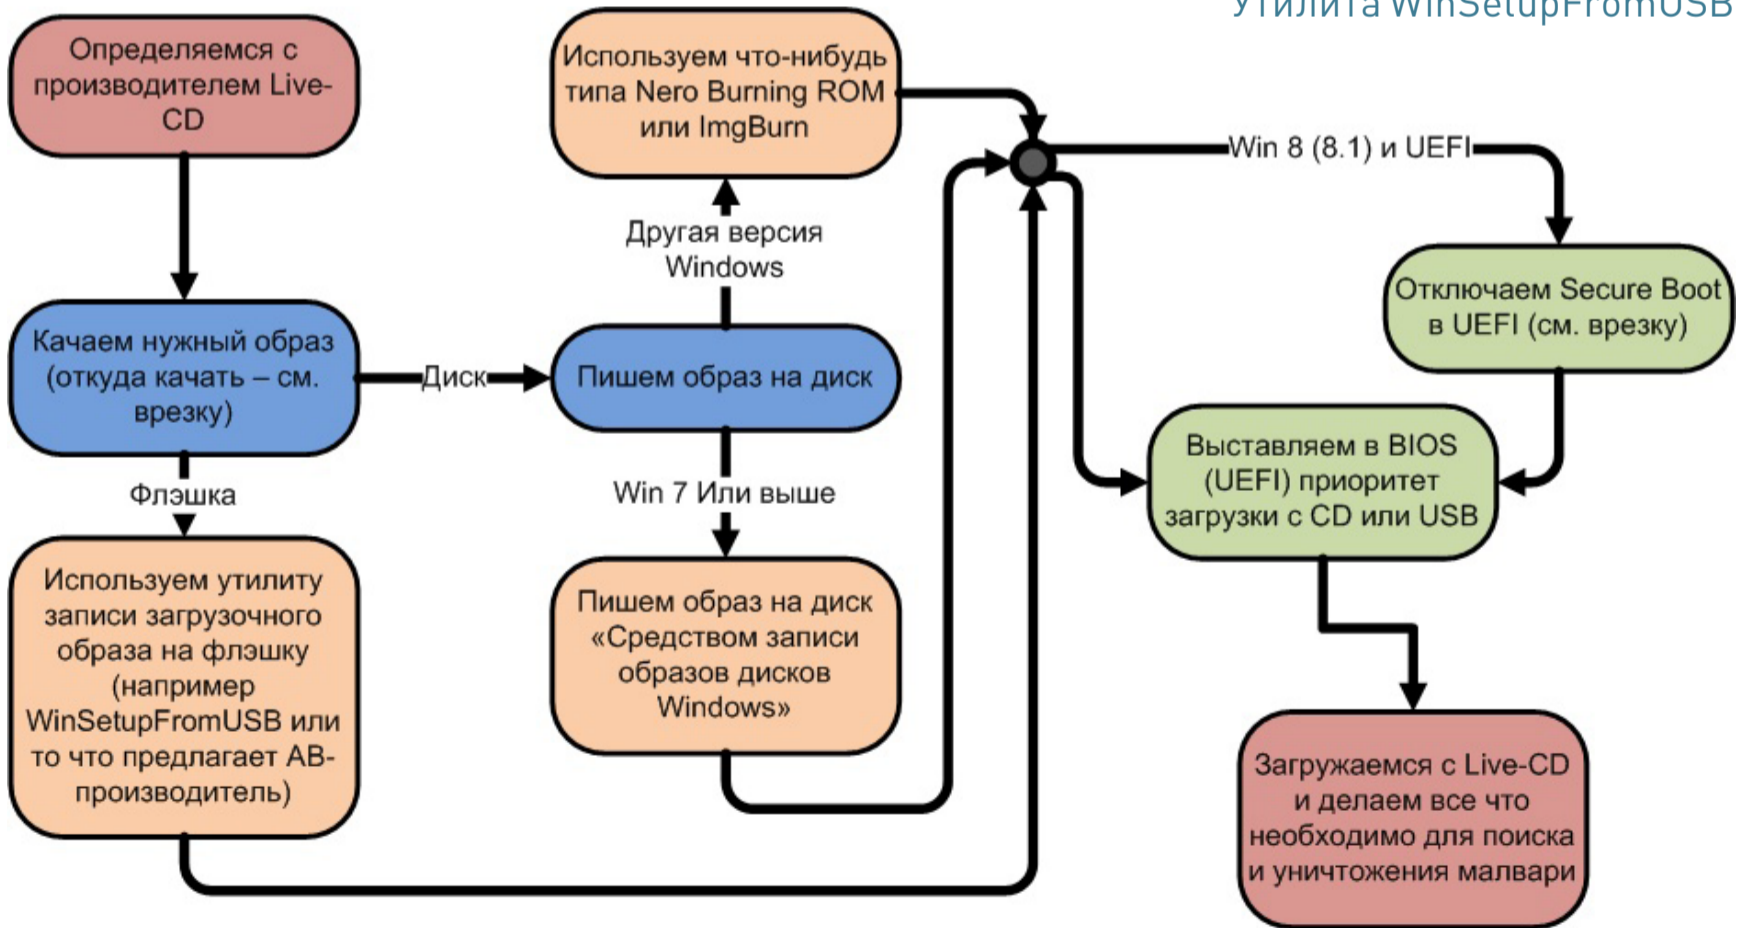 Утилита WinSetupFromUSB
Определяемся с
производителем Live-
CD
Используем что-нибудь
типа Nero Burning ROM
или ImgBurn
Win 8 (8.1) и UEFI
Другая версия
Windows
Отключаем Secure Boot
в UEFI (см. врезку)
Качаем нужный образ
(откуда качать – см.
врезку)
Диск
Пишем образ на диск
Выставляем в BIOS
(UEFI) приоритет
загрузки с CD или USB
Флэшка
Win 7 Или выше
Используем утилиту
записи загрузочного
образа на флэшку
(например
WinSetupFromUSB или
то что предлагает АВ-
производитель)
Пишем образ на диск
«Средством записи
образов дисков
Windows»
Загружаемся с Live-CD
и делаем все что
необходимо для поиска
и уничтожения малвари